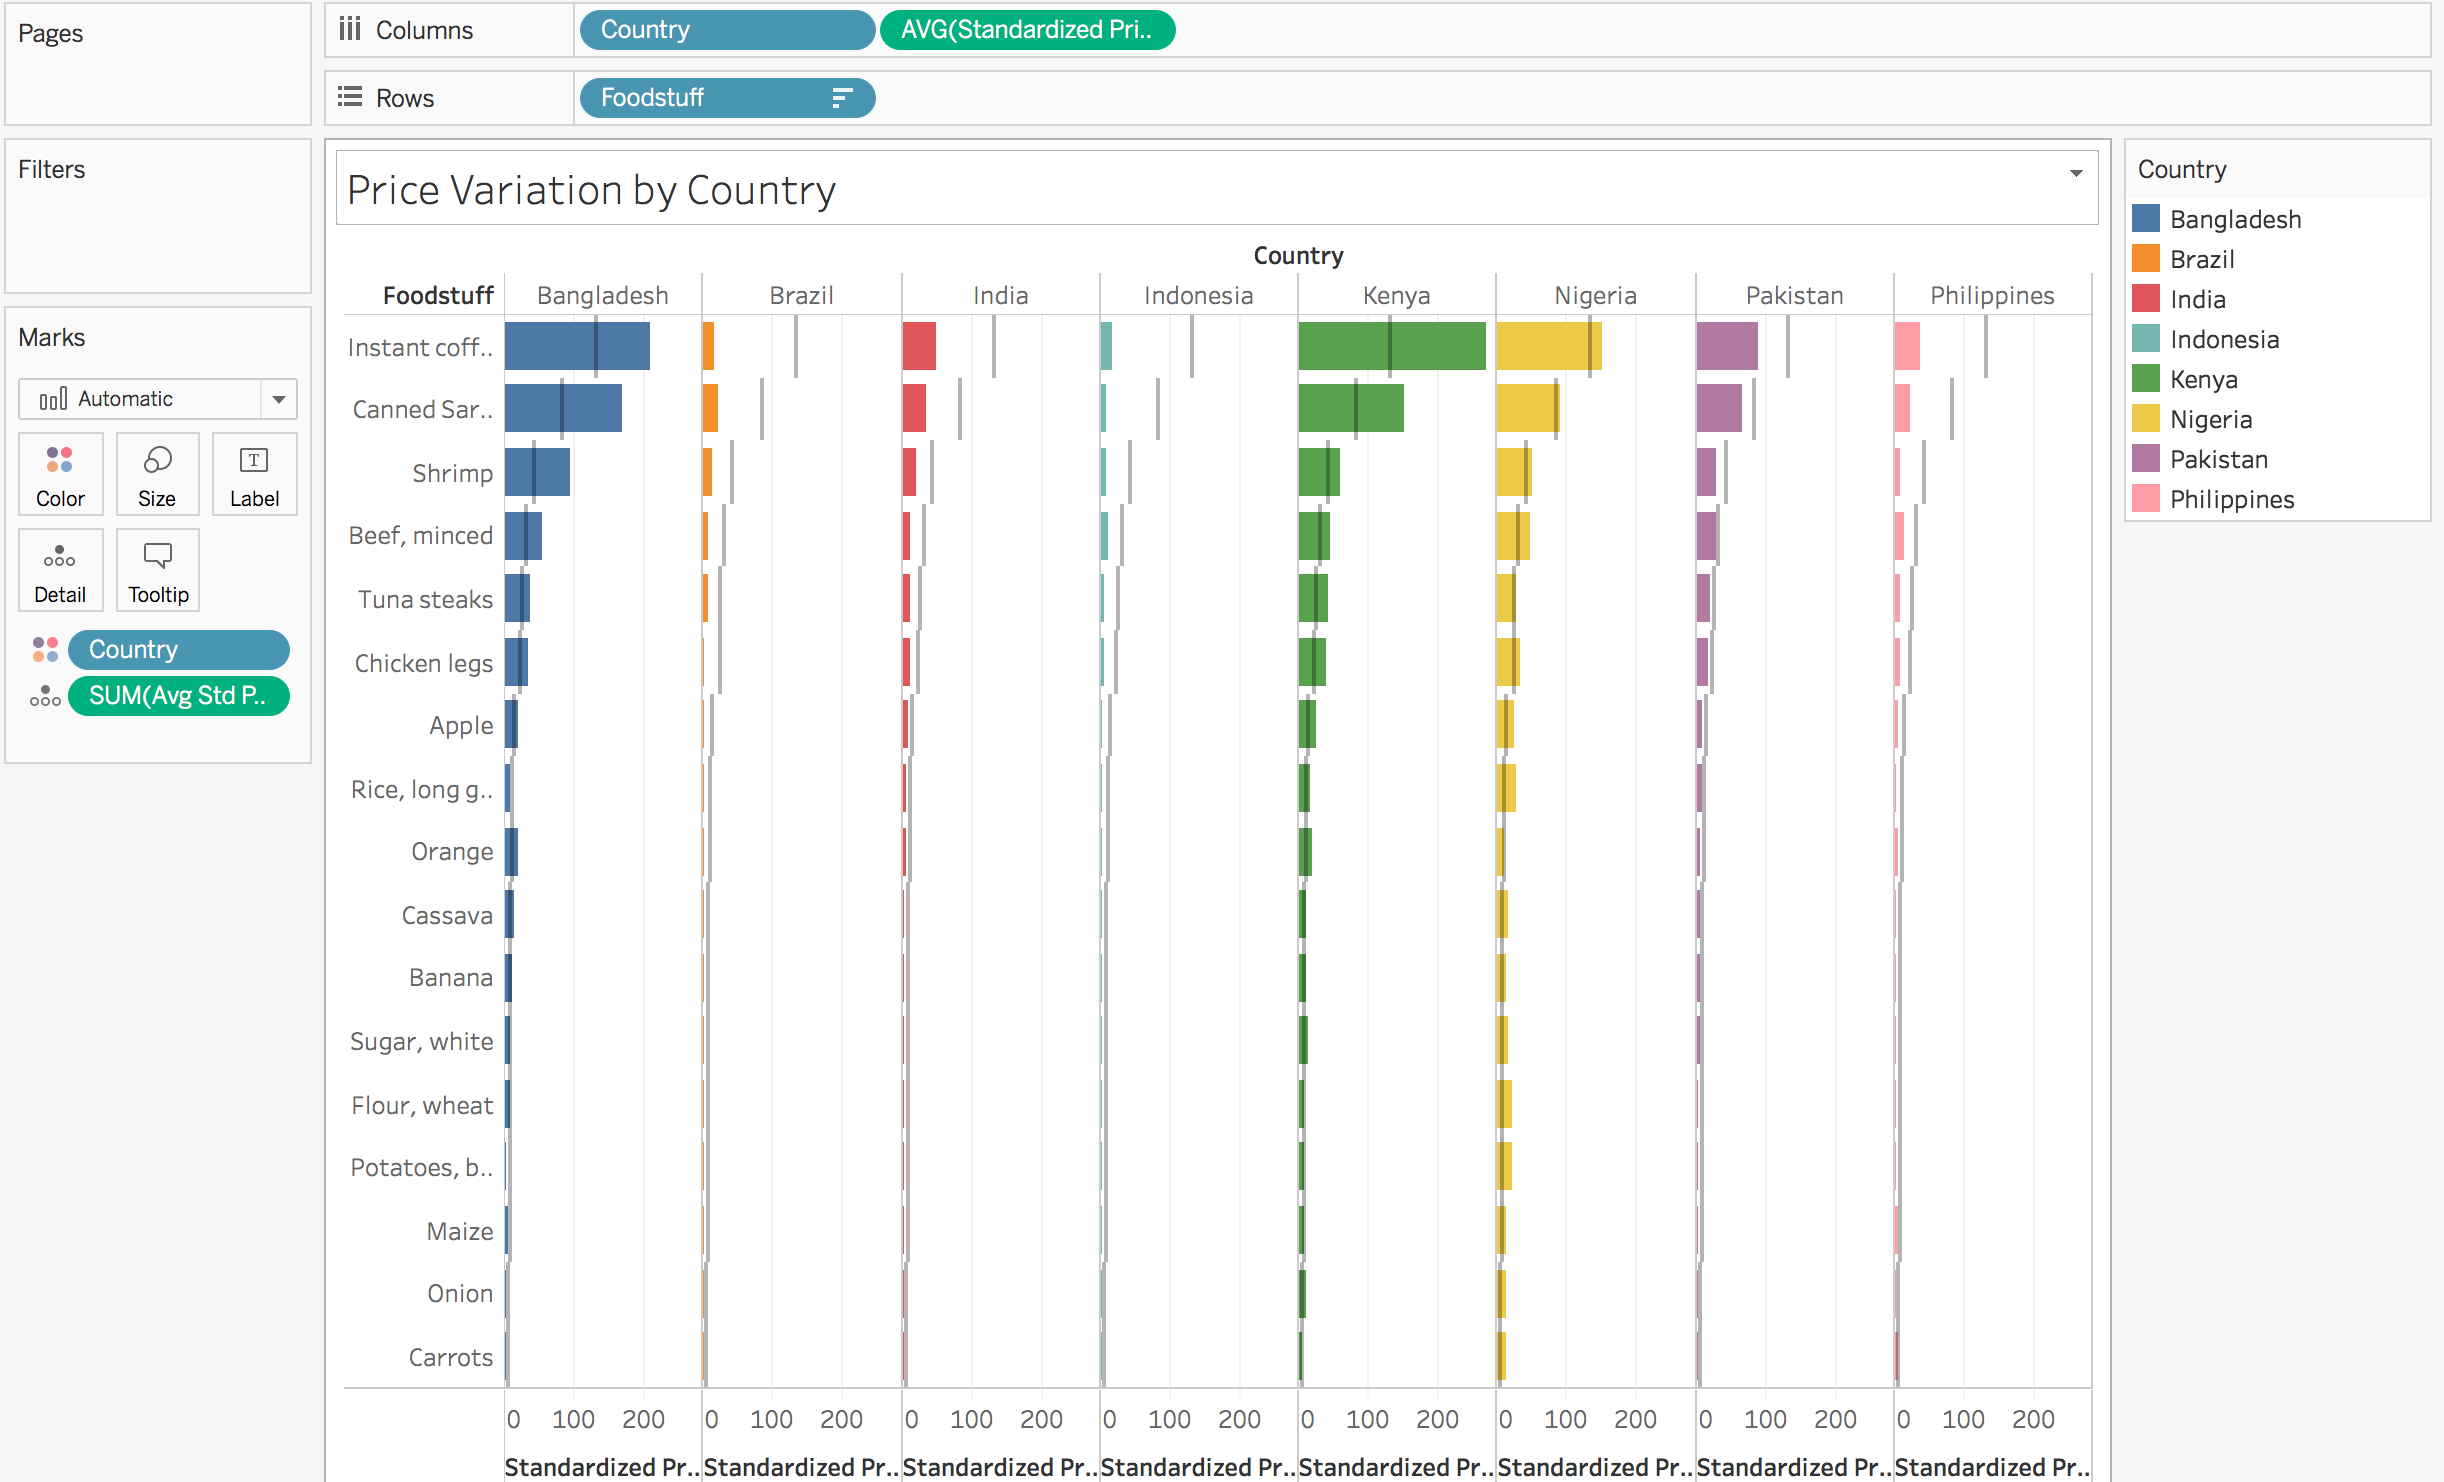 Pages
Columns Country AVG(Standardized Pri..
Rows Foodstuff
Filters
Marks
Automatic
Color Size Label
Detail Tooltip
Country
SUM(Avg Std P..
Price Variation by Country
Country
Foodstuff Bangladesh Brazil India Indonesia Kenya Nigeria Pakistan Philippines
Instant coff..
Canned Sar..
Shrimp
Beef, minced
Tuna steaks
Chicken legs
Apple
Rice, long g..
Orange
Cassava
Banana
Sugar, white
Flour, wheat
Potatoes, b..
Maize
Onion
Carrots
0 100 200 0 100 200 0 100 200 0 100 200 0 100 200 0 100 200 0 100 200 0 100 200
Standardized Pr.. Standardized Pr.. Standardized Pr.. Standardized Pr.. Standardized Pr.. Standardized Pr.. Standardized Pr.. Standardized Pr..
Country
Bangladesh
Brazil
India
Indonesia
Kenya
Nigeria
Pakistan
Philippines